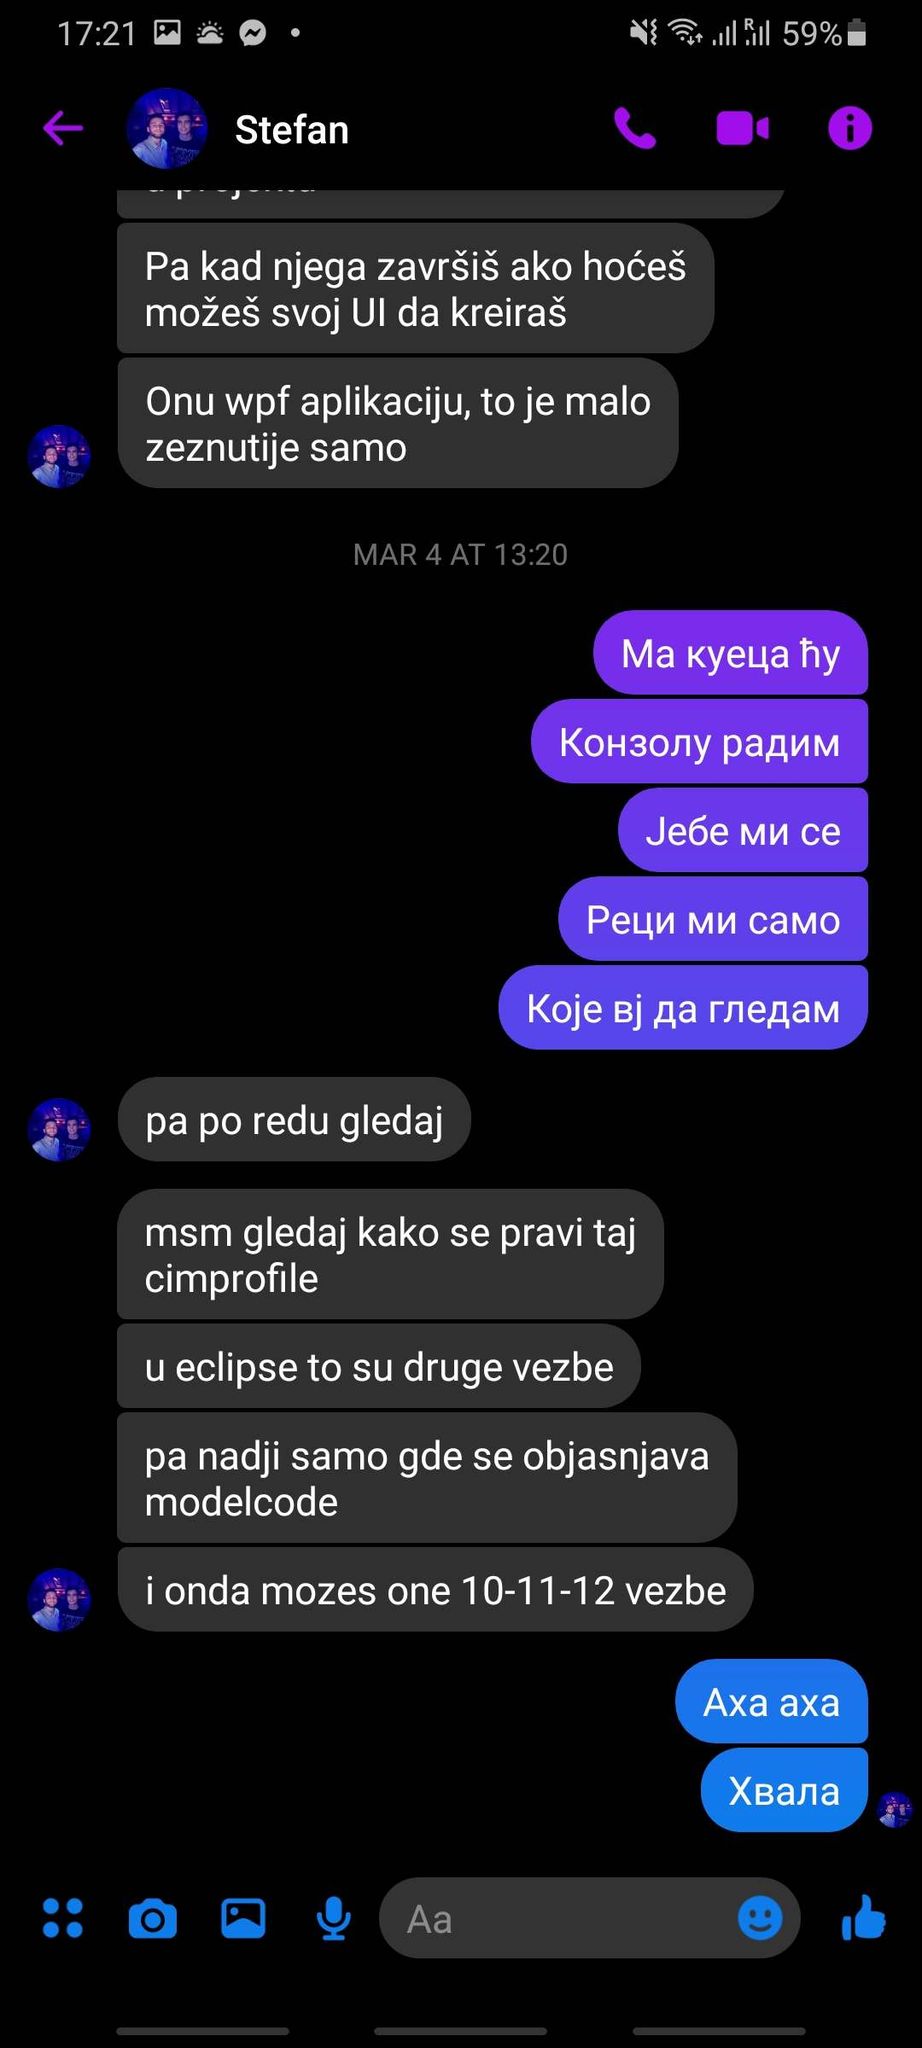 17:21
R
59%
Stefan
Pa kad njega završiš ako hoćeš
možeš svoj UI da kreiraš
Onu wpf aplikaciju, to je malo
zeznutije samo
MAR 4 AT 13:20
Ма куеца ћу
Конзолу радим
Јебе ми се
Реци ми само
Које вј да гледам
pa po redu gledaj
msm gledaj kako se pravi taj
cimprofile
u eclipse to su druge vezbe
pa nadji samo gde se objasnjava
modelcode
i onda mozes one 10-11-12 vezbe
Аха аха
Хвала
Aa